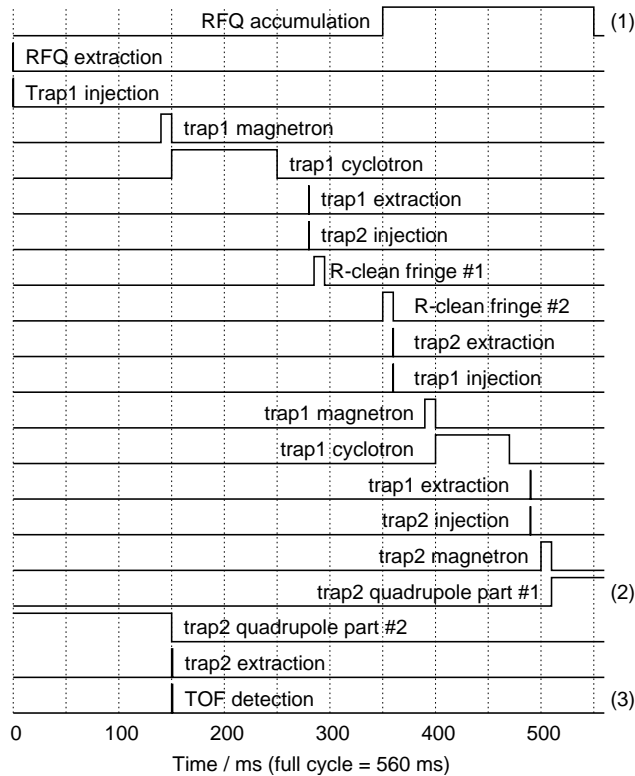 RFQ accumulation (1)
RFQ extraction
Trap1 injection
trap1 magnetron
trap1 cyclotron
trap1 extraction
trap2 injection
R-clean fringe #1
R-clean fringe #2
trap2 extraction
trap1 injection
trap1 magnetron
trap1 cyclotron
trap1 extraction
trap2 injection
trap2 magnetron
trap2 quadrupole part #1 (2)
trap2 quadrupole part #2
trap2 extraction
TOF detection (3)
0 100 200 300 400 500
Time / ms (full cycle = 560 ms)